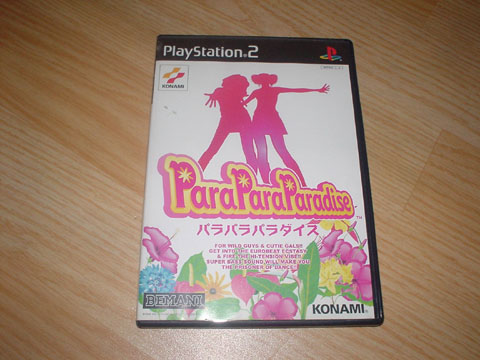 PlayStation.2
KONAMI
ParaParaParadise
TM
パラパラパラダイス
FOR WILD GUYS & CUTIE GALS!!
GET INTO THE EUROBEST ECSTASY
& FIRE THE HI-TENSION VIBES
SUPER BASS SOUND WILL MAKE YOU
THE PRISONER OF DANCE!!
BEMANI
KONAMI